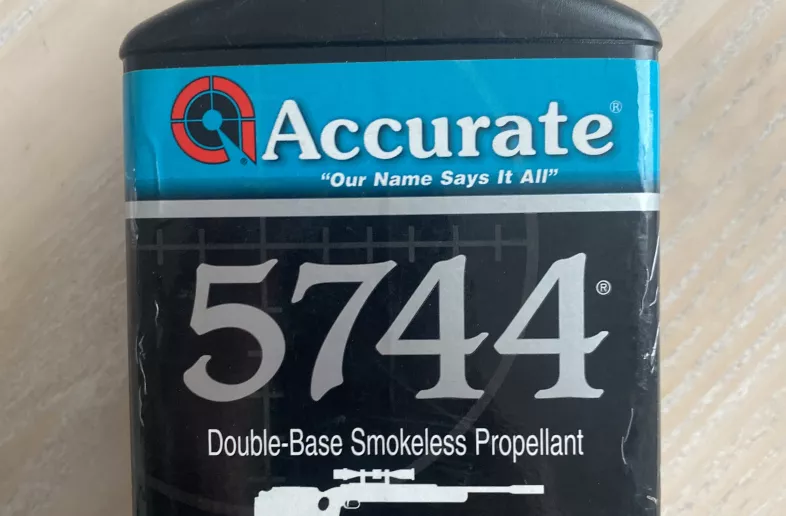 Accurate®
“Our Name Says It All”
5744®
Double-Base Smokeless Propellant